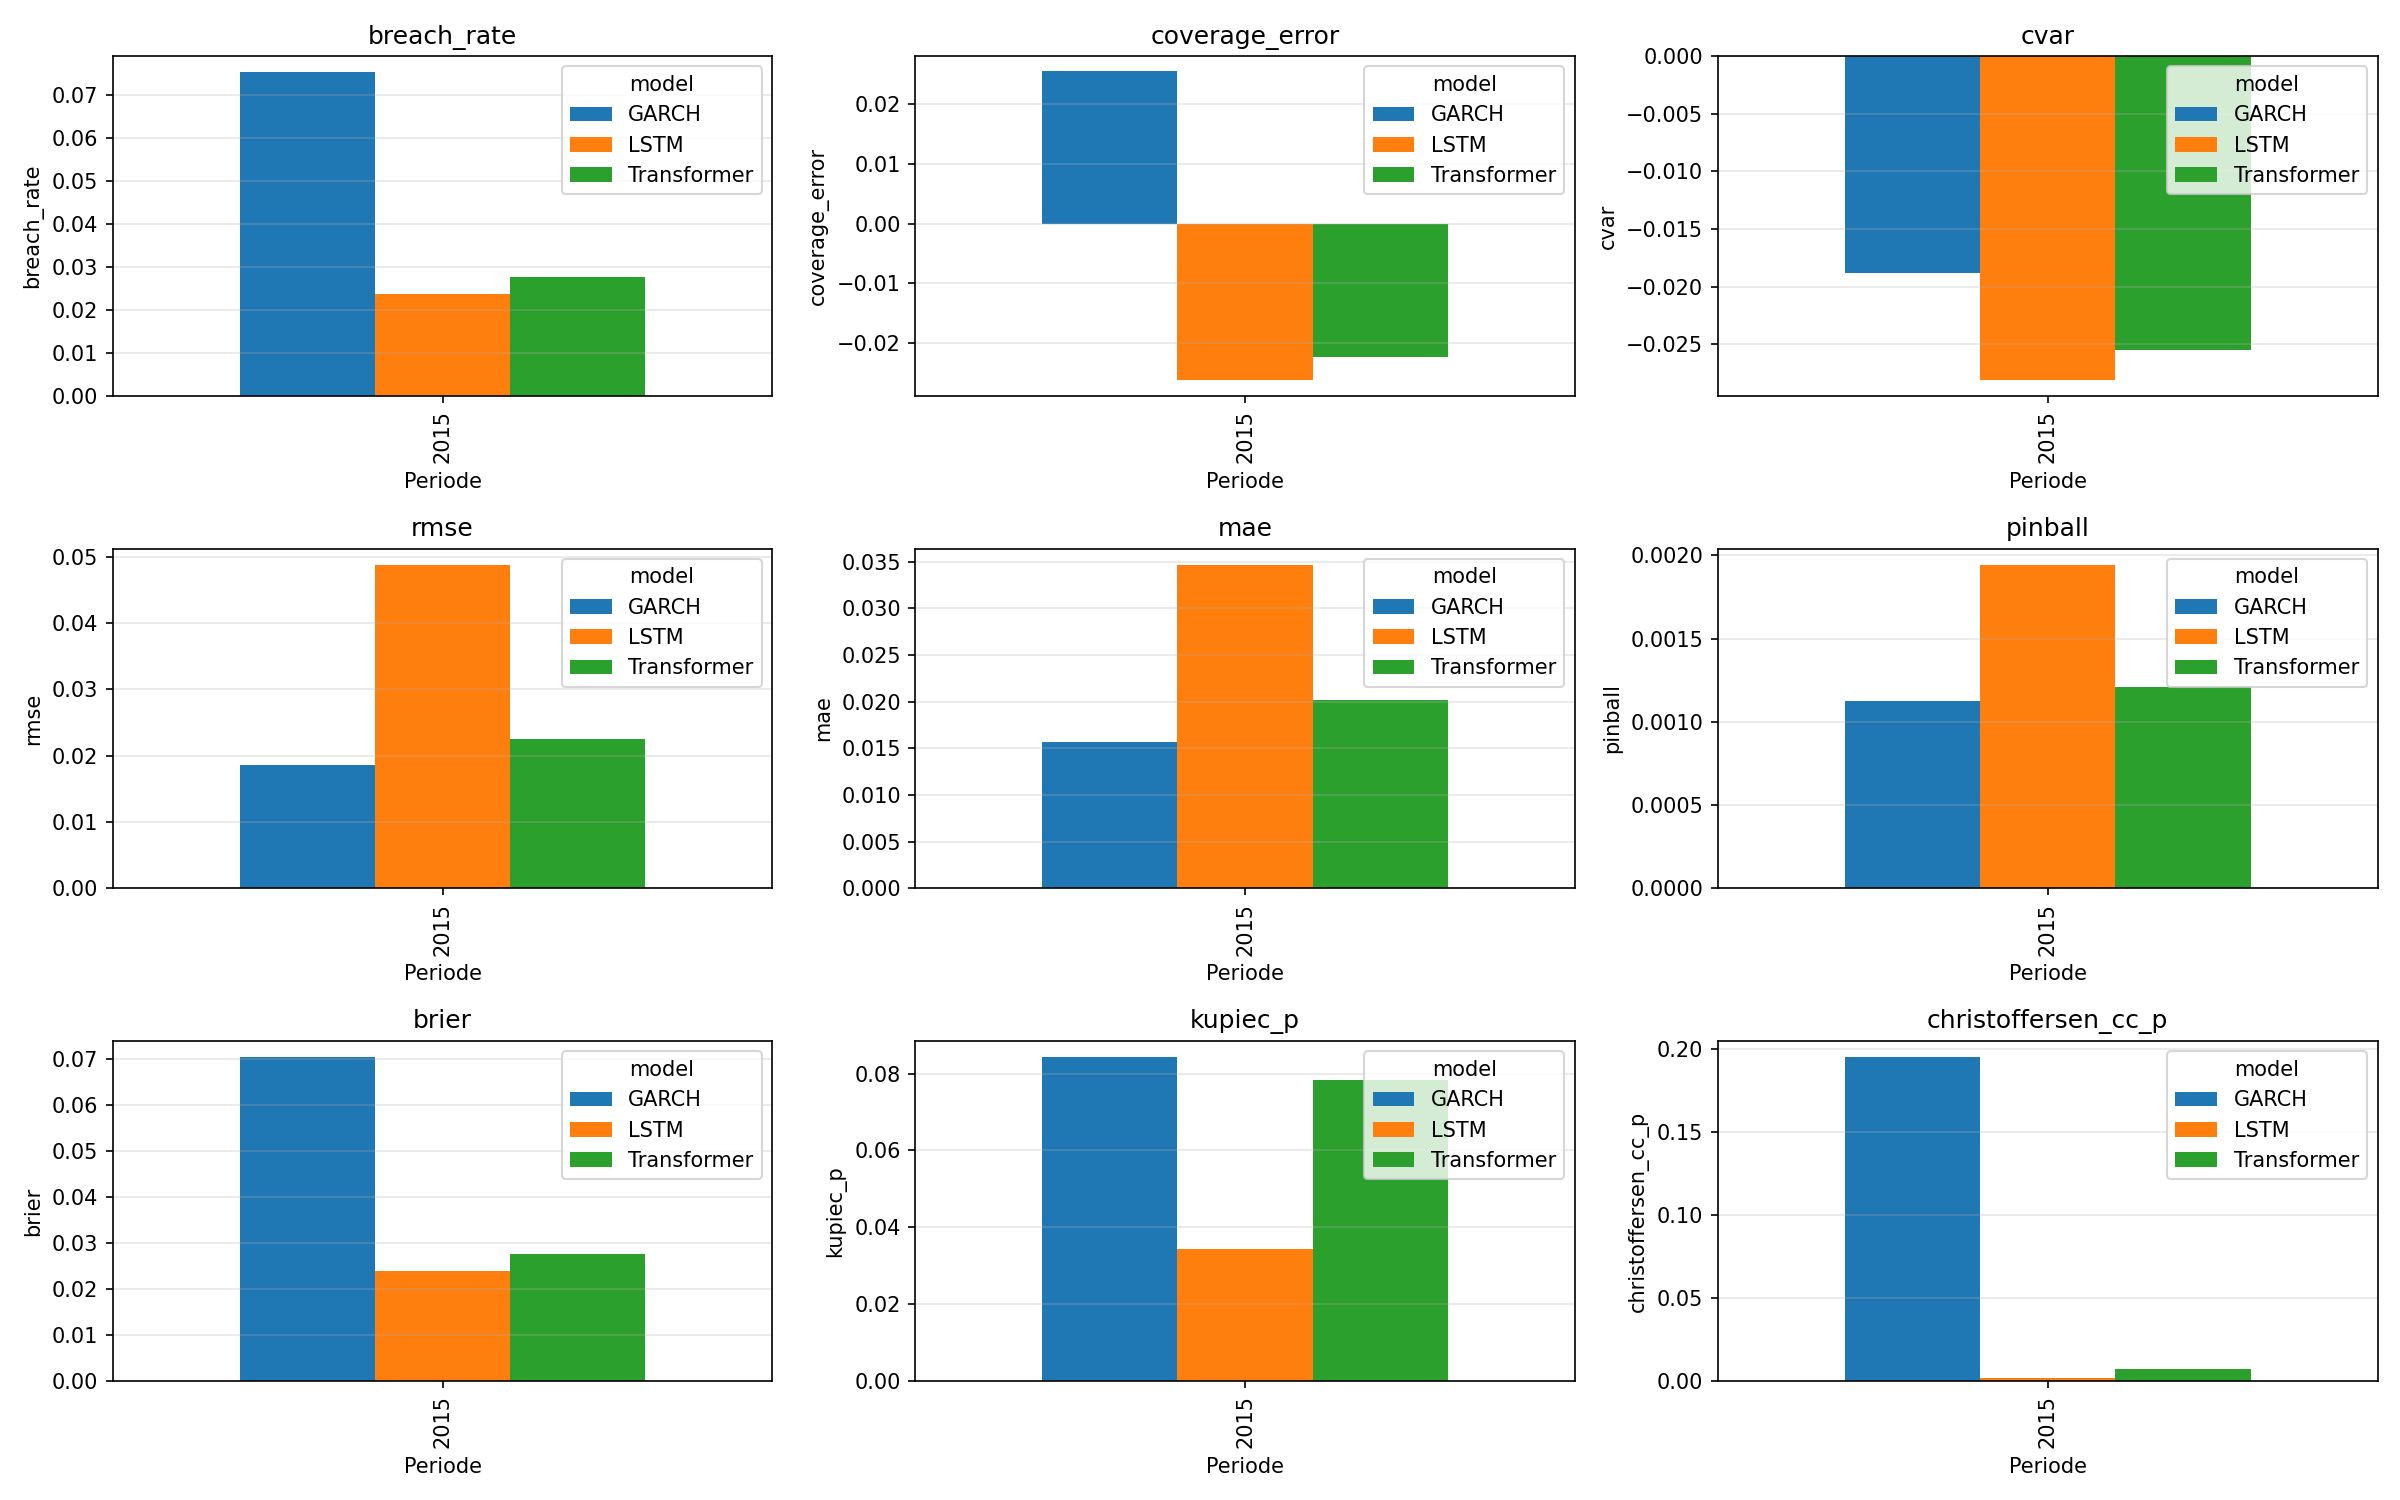 breach_rate
0.07
0.06
0.05
0.04
0.03
0.02
0.01
0.00
breach_rate
model
GARCH
LSTM
Transformer
2015
Periode
coverage_error
0.02
0.01
0.00
−0.01
−0.02
coverage_error
model
GARCH
LSTM
Transformer
2015
Periode
cvar
0.000
−0.005
−0.010
−0.015
−0.020
−0.025
cvar
model
GARCH
LSTM
Transformer
2015
Periode
rmse
0.05
0.04
0.03
0.02
0.01
0.00
rmse
model
GARCH
LSTM
Transformer
2015
Periode
mae
0.035
0.030
0.025
0.020
0.015
0.010
0.005
0.000
mae
model
GARCH
LSTM
Transformer
2015
Periode
pinball
0.0020
0.0015
0.0010
0.0005
0.0000
pinball
model
GARCH
LSTM
Transformer
2015
Periode
brier
0.07
0.06
0.05
0.04
0.03
0.02
0.01
0.00
brier
model
GARCH
LSTM
Transformer
2015
Periode
kupiec_p
0.08
0.06
0.04
0.02
0.00
kupiec_p
model
GARCH
LSTM
Transformer
2015
Periode
christoffersen_cc_p
0.20
0.15
0.10
0.05
0.00
christoffersen_cc_p
model
GARCH
LSTM
Transformer
2015
Periode